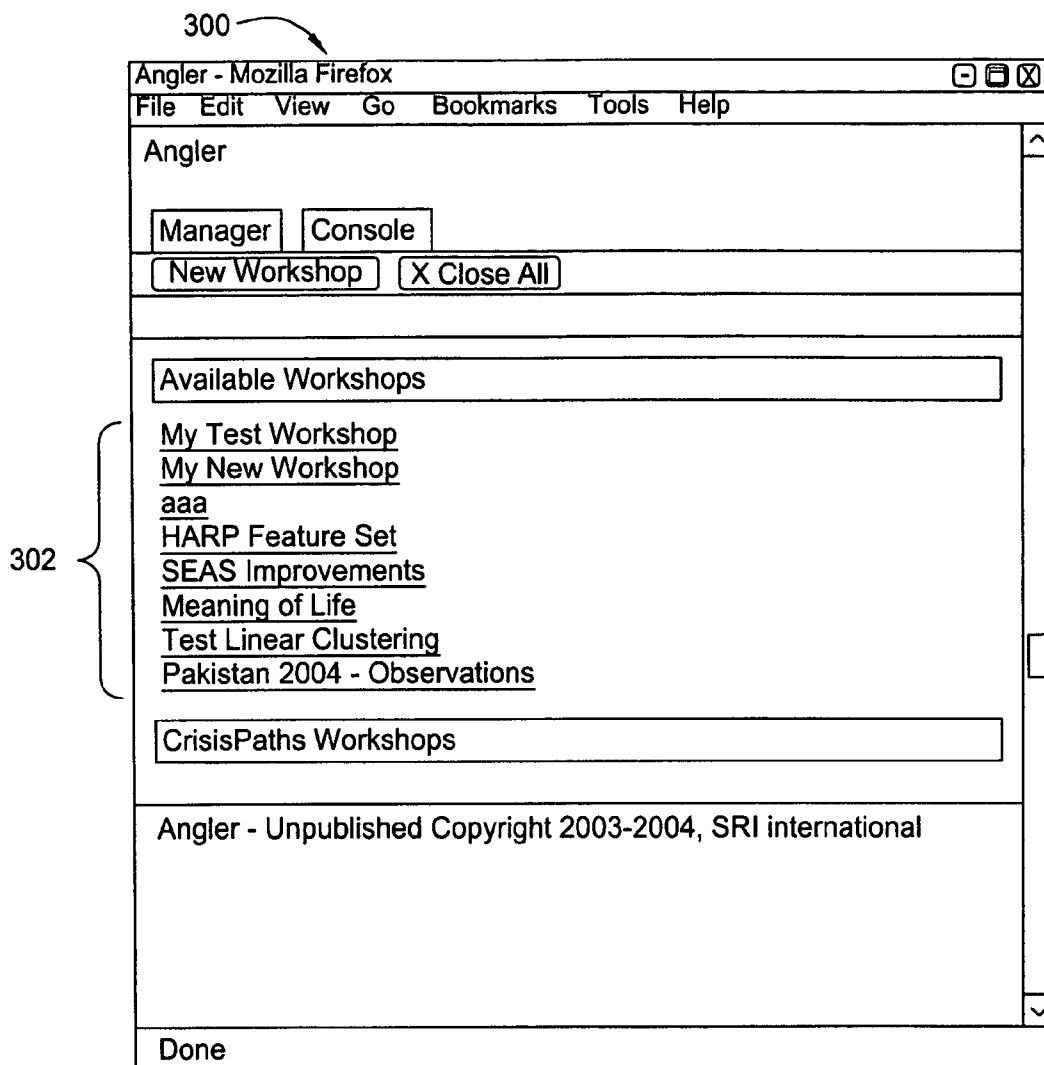 300
Angler - Mozilla Firefox
File Edit View Go Bookmarks Tools Help
Angler
Manager Console
New Workshop X Close All
Available Workshops
My Test Workshop
My New Workshop
aaa
HARP Feature Set
302
SEAS Improvements
Meaning of Life
Test Linear Clustering
Pakistan 2004 - Observations
CrisisPaths Workshops
Angler - Unpublished Copyright 2003-2004, SRI international
Done